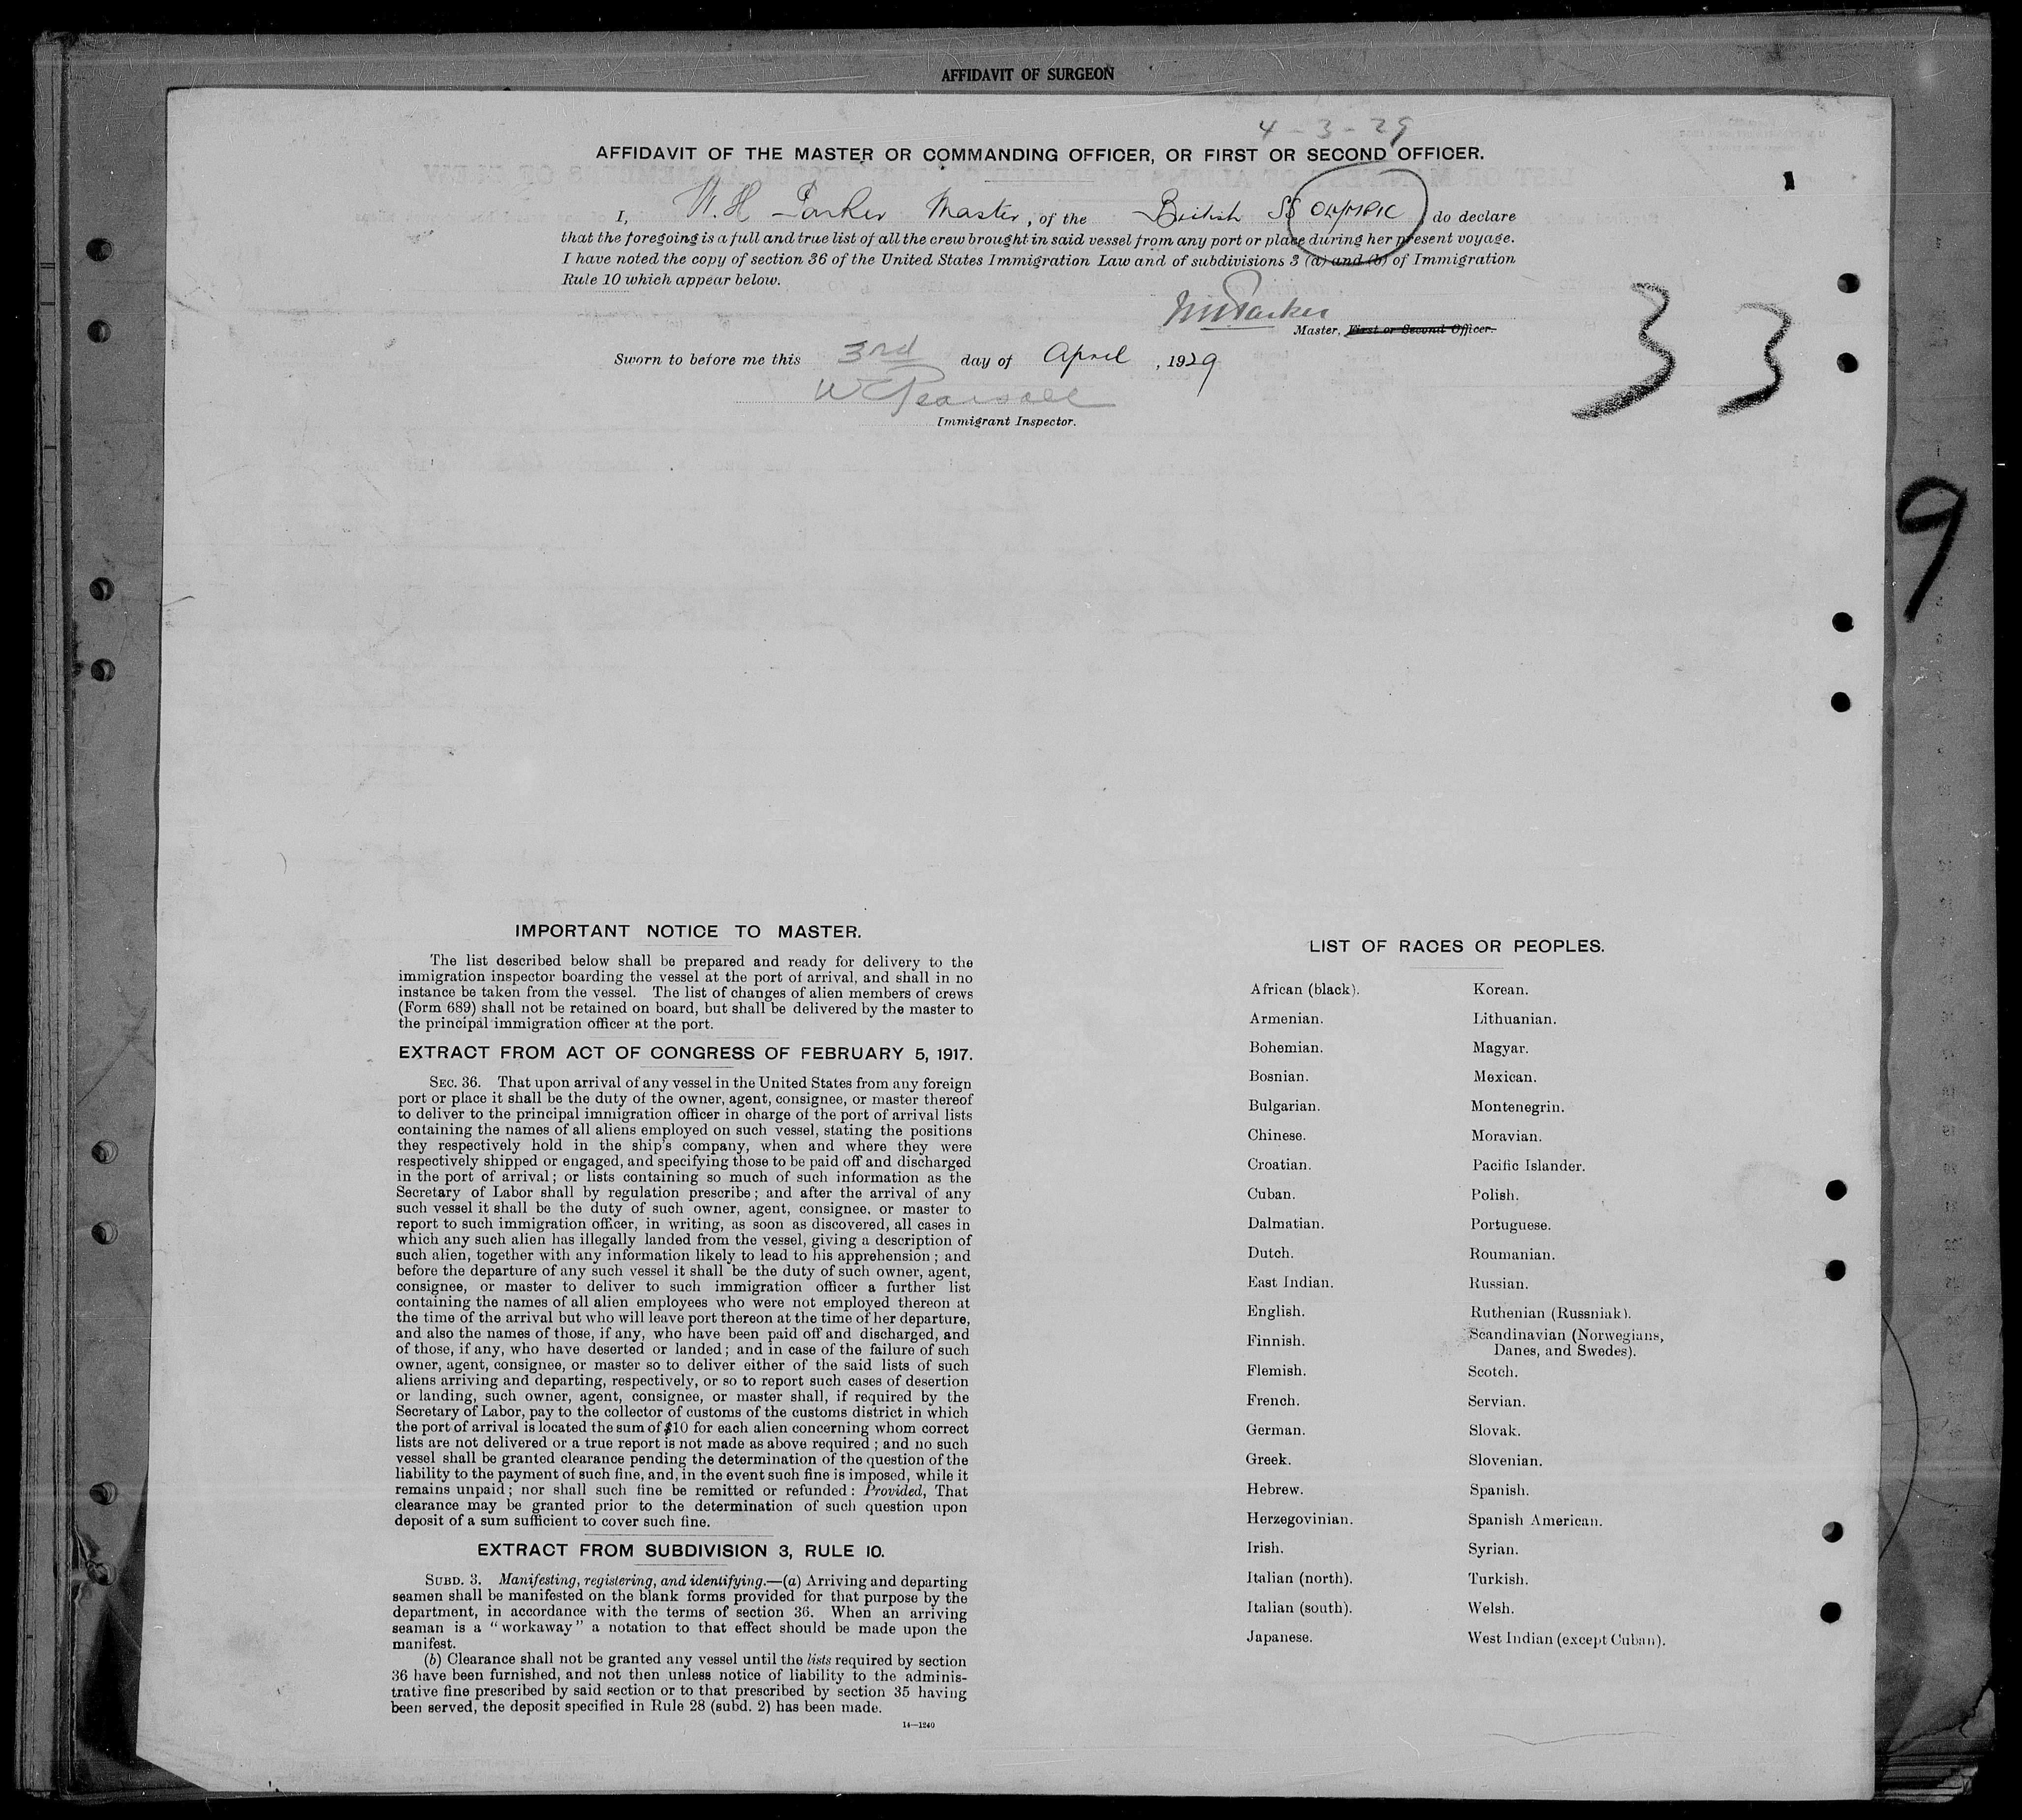 AFFIDAVIT OF SURGEON
4-3-29
AFFIDAVIT OF THE MASTER OR COMMANDING OFFICER, OR FIRST OR SECOND OFFICER.
I, W. H Parker Master, of the British SS OLYMPIC, do declare
that the foregoing is a full and true list of all the crew brought in said vessel from any port or place during her present voyage.
I have noted the copy of section 36 of the United States Immigration Law and of subdivisions 3 (a) and (b) of Immigration
Rule 10 which appear below.
WH Parker
Master, First or Second Officer.
33
Sworn to before me this 3rd day of April, 1929
Immigrant Inspector.
9
IMPORTANT NOTICE TO MASTER.
The list described below shall be prepared and ready for delivery to the
immigration inspector boarding the vessel at the port of arrival, and shall in no
instance be taken from the vessel. The list of changes of alien members of crews
(Form 689) shall not be retained on board, but shall be delivered by the master to
the principal immigration officer at the port.
EXTRACT FROM ACT OF CONGRESS OF FEBRUARY 5, 1917.
SEC. 36. That upon arrival of any vessel in the United States from any foreign
port or place it shall be the duty of the owner, agent, consignee, or master thereof
to deliver to the principal immigration officer in charge of the port of arrival lists
containing the names of all aliens employed on such vessel, stating the positions
they respectively hold in the ship's company, when and where they were
respectively shipped or engaged, and specifying those to be paid off and discharged
in the port of arrival; or lists containing so much of such information as the
Secretary of Labor shall by regulation prescribe; and after the arrival of any
such vessel it shall be the duty of such owner, agent, consignee, or master to
report to such immigration officer, in writing, as soon as discovered, all cases in
which any such alien has illegally landed from the vessel, giving a description of
such alien, together with any information likely to lead to his apprehension; and
before the departure of any such vessel it shall be the duty of such owner, agent,
consignee, or master to deliver to such immigration officer a further list
containing the names of all alien employees who were not employed thereon at
the time of the arrival but who will leave port thereon at the time of her departure,
and also the names of those, if any, who have been paid off and discharged, and
of those, if any, who have deserted or landed; and in case of the failure of such
owner, agent, consignee, or master so to deliver either of the said lists of such
aliens arriving and departing, respectively, or so to report such cases of desertion
or landing, such owner, agent, consignee, or master shall, if required by the
Secretary of Labor, pay to the collector of customs of the customs district in which
the port of arrival is located the sum of $10 for each alien concerning whom correct
lists are not delivered or a true report is not made as above required; and no such
vessel shall be granted clearance pending the determination of the question of the
liability to the payment of such fine, and, in the event such fine is imposed, while it
remains unpaid; nor shall such fine be remitted or refunded: Provided, That
clearance may be granted prior to the determination of such question upon
deposit of a sum sufficient to cover such fine.
EXTRACT FROM SUBDIVISION 3, RULE 10.
SUBD. 3. Manifesting, registering, and identifying.—(a) Arriving and departing
seamen shall be manifested on the blank forms provided for that purpose by the
department, in accordance with the terms of section 36. When an arriving
seaman is a "workaway" a notation to that effect should be made upon the
manifest.
(b) Clearance shall not be granted any vessel until the lists required by section
36 have been furnished, and not then unless notice of liability to the adminis-
trative fine prescribed by said section or to that prescribed by section 35 having
been served, the deposit specified in Rule 28 (subd. 2) has been made.
14—1240
LIST OF RACES OR PEOPLES.
African (black).
Armenian.
Bohemian.
Bosnian.
Bulgarian.
Chinese.
Croatian.
Cuban.
Dalmatian.
Dutch.
East Indian.
English.
Finnish.
Flemish.
French.
German.
Greek.
Hebrew.
Herzegovinian.
Irish.
Italian (north).
Italian (south).
Japanese.
Korean.
Lithuanian.
Magyar.
Mexican.
Montenegrin.
Moravian.
Pacific Islander.
Polish.
Portuguese.
Roumanian.
Russian.
Ruthenian (Russniak).
Scandinavian (Norwegians,
Danes, and Swedes).
Scotch.
Servian.
Slovak.
Slovenian.
Spanish.
Spanish American.
Syrian.
Turkish.
Welsh.
West Indian (except Cuban).